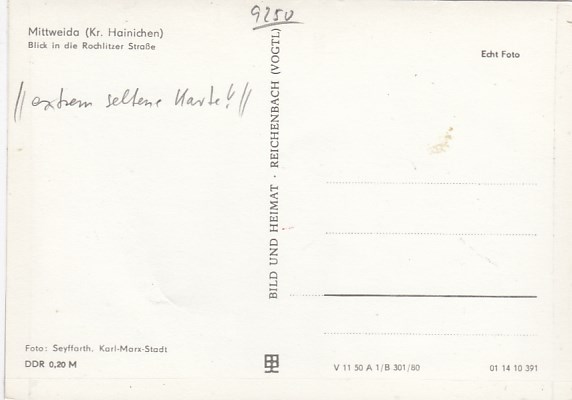 9250
Mittweida (Kr. Hainichen)
Blick in die Rochlitzer Straße
Echt Foto
// extrem seltene Karte!! //
BILD UND HEIMAT · REICHENBACH (VOGTL)
Foto: Seyffarth, Karl-Marx-Stadt
DDR 0,20 M
V 11 50 A 1/B 301/80
01 14 10 391